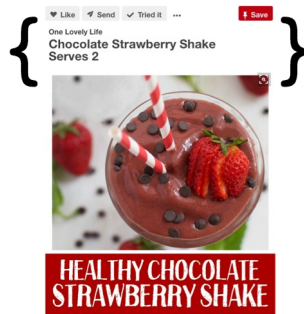 Like Send Tried it ... Save
One Lovely Life
Chocolate Strawberry Shake
Serves 2
{ }
HEALTHY CHOCOLATE
STRAWBERRY SHAKE